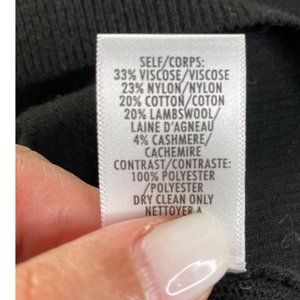 SELF/CORPS:
33% VISCOSE/VISCOSE
23% NYLON/NYLON
20% COTTON/COTON
20% LAMBSWOOL/
LAINE D'AGNEAU
4% CASHMERE/
CACHEMIRE
CONTRAST/CONTRASTE:
100% POLYESTER
/POLYESTER
DRY CLEAN ONLY
NETTOYER A